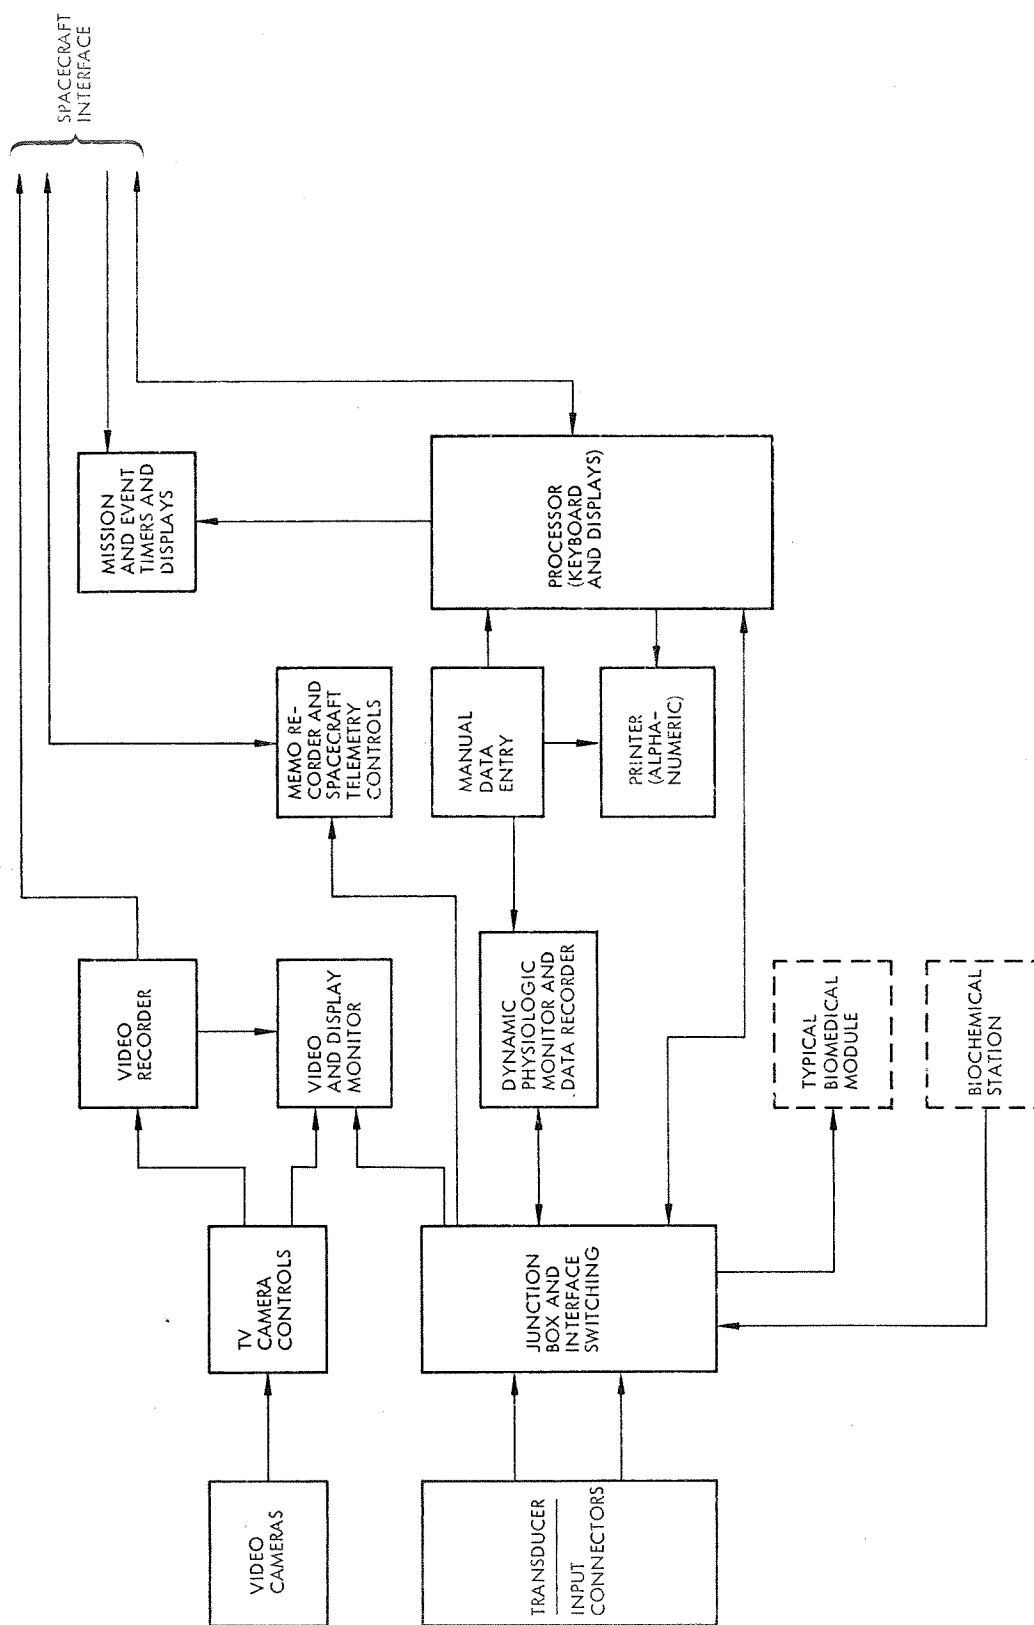 SPACECRAFT
INTERFACE
MISSION
AND EVENT
TIMERS AND
DISPLAYS
VIDEO
RECORDER
MEMO RE-
CORDER AND
SPACECRAFT
TELEMETRY
CONTROLS
VIDEO
AND DISPLAY
MONITOR
TV
CAMERA
CONTROLS
VIDEO
CAMERAS
PROCESSOR
(KEYBOARD
AND DISPLAYS)
MANUAL
DATA
ENTRY
PRINTER
(ALPHA-
NUMERIC)
DYNAMIC
PHYSIOLOGIC
MONITOR AND
DATA RECORDER
JUNCTION
BOX AND
INTERFACE
SWITCHING
TRANSDUCER
INPUT
CONNECTORS
TYPICAL
BIOMEDICAL
MODULE
BIOCHEMICAL
STATION